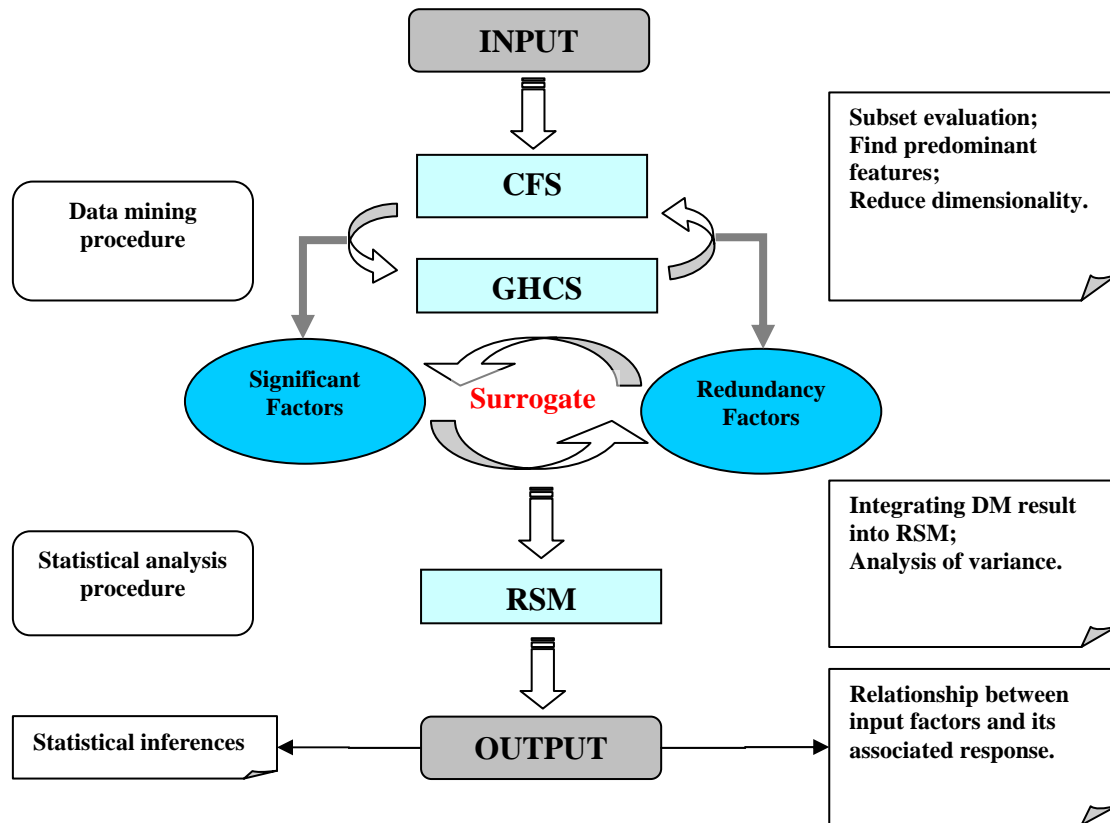 INPUT
Subset evaluation;
Find predominant
features;
Reduce dimensionality.
CFS
Data mining
procedure
GHCS
Significant
Factors
Surrogate
Redundancy
Factors
Integrating DM result
into RSM;
Analysis of variance.
Statistical analysis
procedure
RSM
Relationship between
input factors and its
associated response.
Statistical inferences
OUTPUT